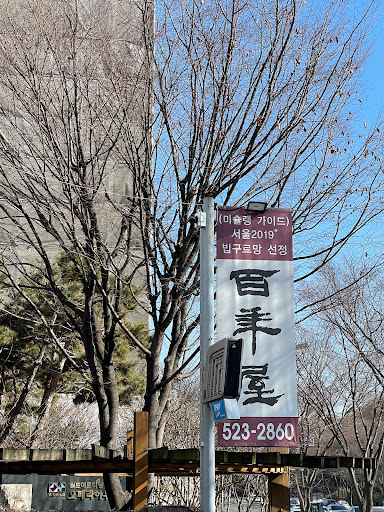 (미슐랭 가이드)
서울2019*
빕구르망 선정
百
年
屋
523-2860